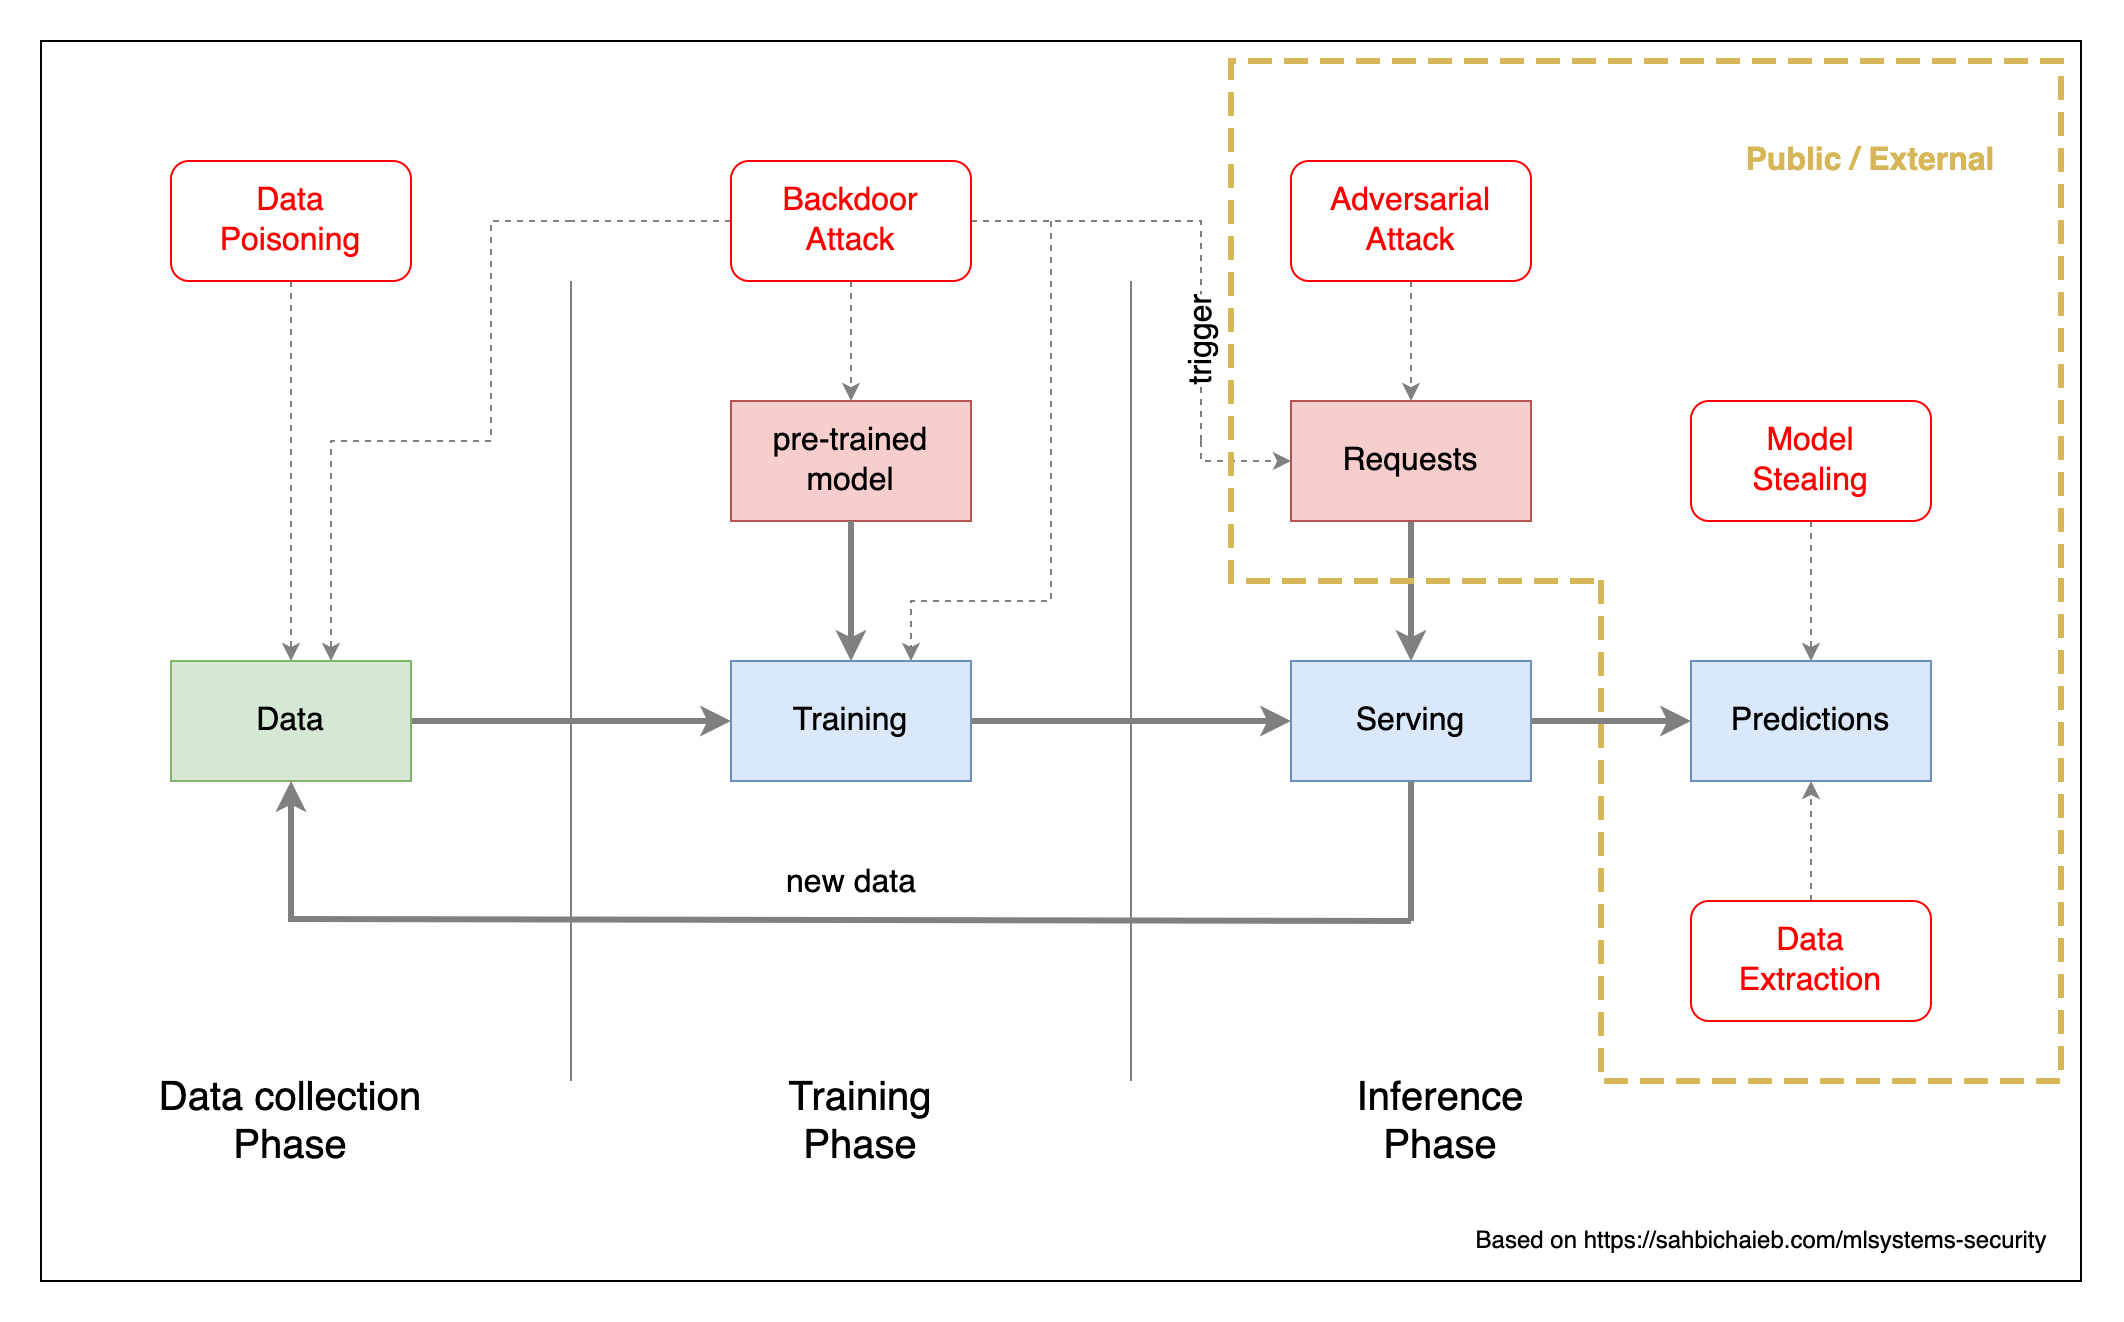 Public / External
Data
Poisoning
Backdoor
Attack
Adversarial
Attack
trigger
pre-trained
model
Requests
Model
Stealing
Data
Training
Serving
Predictions
new data
Data
Extraction
Data collection
Phase
Training
Phase
Inference
Phase
Based on https://sahbichaieb.com/mlsystems-security